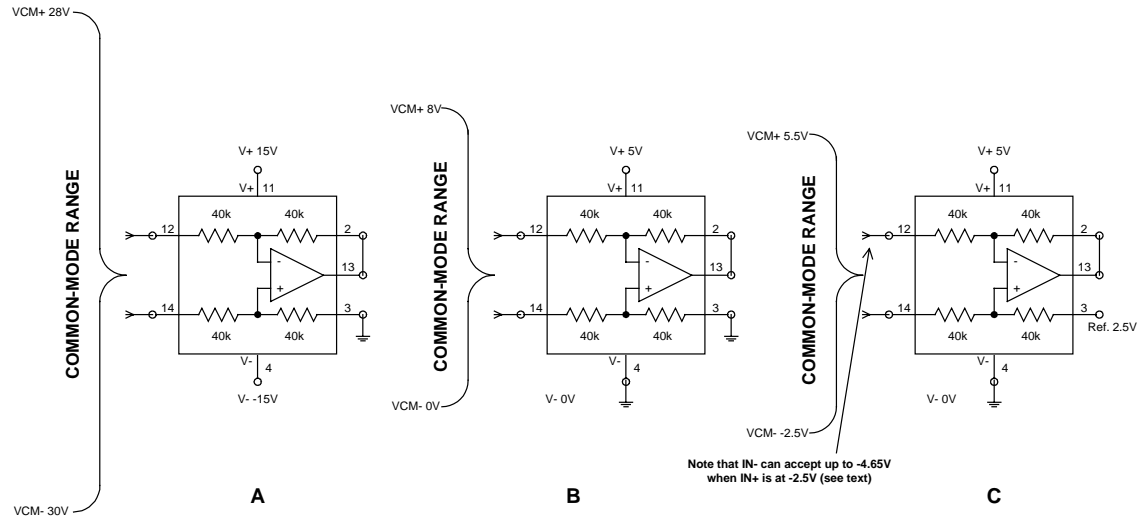 VCM+ 28V
COMMON-MODE RANGE
V+ 15V
V+ 11
40k 40k
12 2
-
13
+
14 3
40k 40k
V-
4
V- -15V
VCM- 30V
A
VCM+ 8V
COMMON-MODE RANGE
V+ 5V
V+ 11
40k 40k
12 2
-
13
+
14 3
40k 40k
V-
4
V- 0V
VCM- 0V
B
VCM+ 5.5V
COMMON-MODE RANGE
V+ 5V
V+ 11
40k 40k
12 2
-
13
+
14 3
Ref. 2.5V
40k 40k
V-
4
V- 0V
VCM- -2.5V
Note that IN- can accept up to -4.65V
when IN+ is at -2.5V (see text)
C